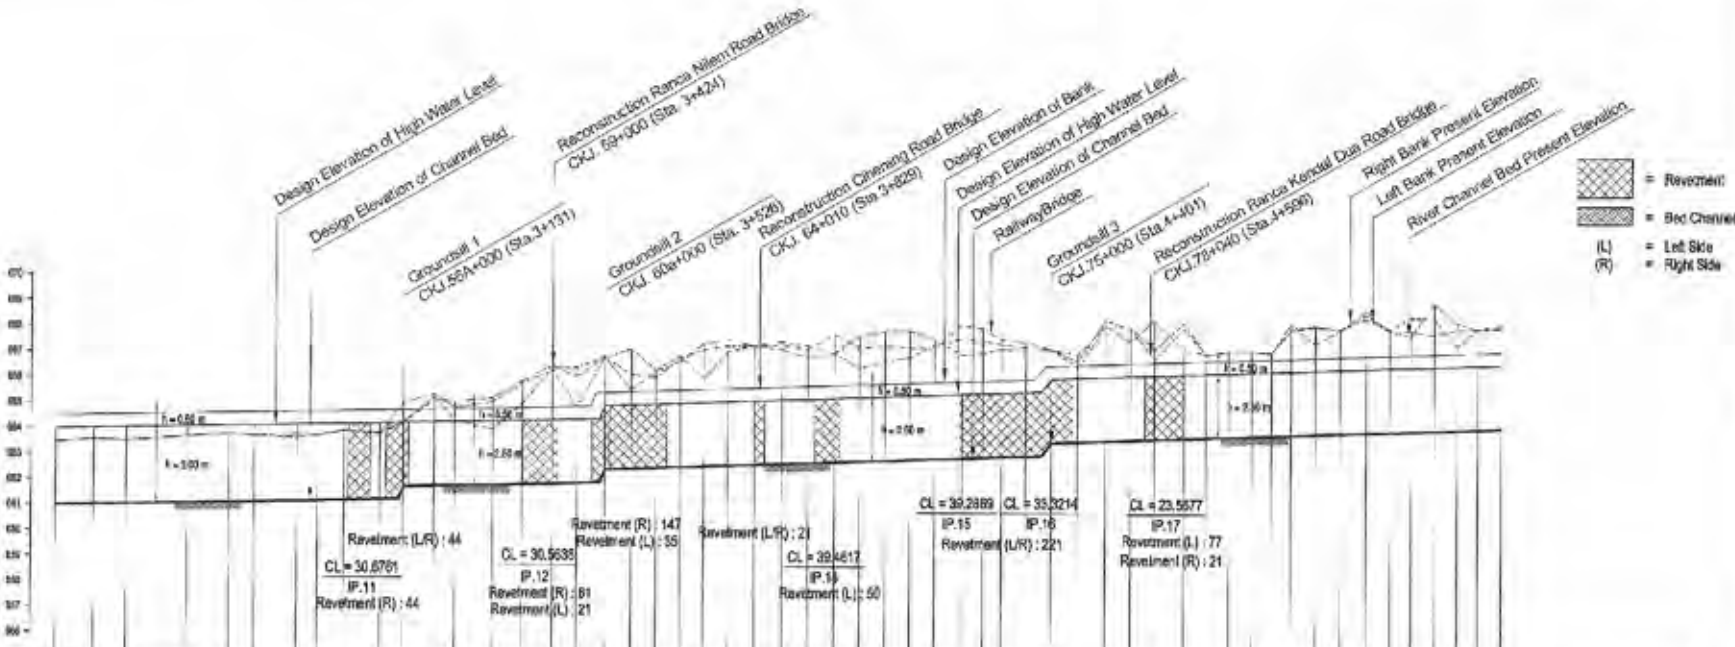 Design Elevation of High Water Level
Design Elevation of Channel Bed
Groundsill 1
CKJ.56A+000 (Sta.3+131)
Reconstruction Ranca Nilem Road Bridge
CKJ. 59+000 (Sta. 3+424)
Groundsill 2
CKJ. 60a+000 (Sta. 3+526)
Reconstruction Cihening Road Bridge
CKJ. 64+010 (Sta.3+829)
Design Elevation of Bank
Design Elevation of High Water Level
Design Elevation of Channel Bed
RailwayBridge
Groundsill 3
CKJ.75+000 (Sta.4+401)
Reconstruction Ranca Kendal Dua Road Bridge
Right Bank Present Elevation
Left Bank Present Elevation
River Channel Bed Present Elevation
= Revetment
= Bed Channel
(L) = Left Side
(R) = Right Side
h = 3.00 m
Revetment (L/R) : 44
CL = 30.6761
IP.11
Revetment (R) : 44
CL = 30.5635
IP.12
Revetment (R) : 81
Revetment (L) : 21
Revetment (R) : 147
Revetment (L) : 35
Revetment (L/R) : 21
CL = 39.4617
Revetment (L) : 50
CL = 39.2889
IP.15
CL = 33.3214
IP.16
Revetment (L/R) : 221
CL = 23.5677
IP.17
Revetment (L) : 77
Revetment (R) : 21